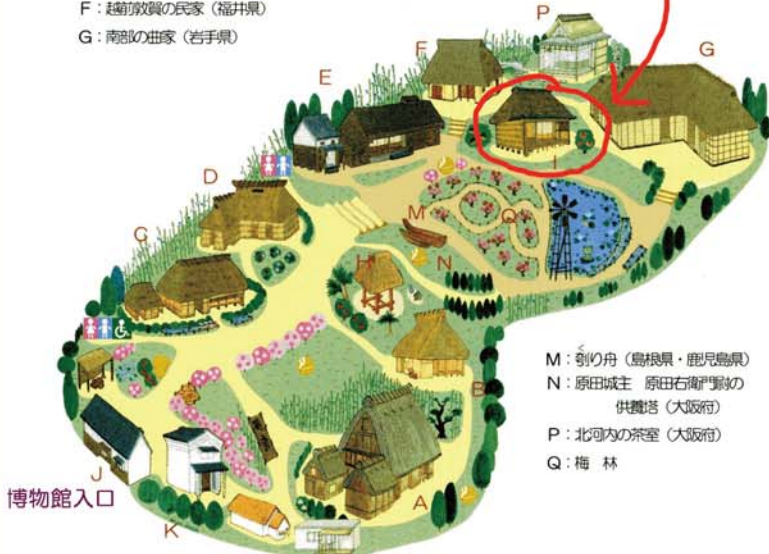 F：越前敦賀の民家（福井県）
G：南部の曲家（岩手県）
P
F
G
E
I
D
M
Q
C
H
N
B
M：刳り舟（島根県・鹿児島県）
く
N：原田城主　原田右衛門尉の
供養塔（大阪府）
P：北河内の茶室（大阪府）
Q：梅　林
J
A
博物館入口
K